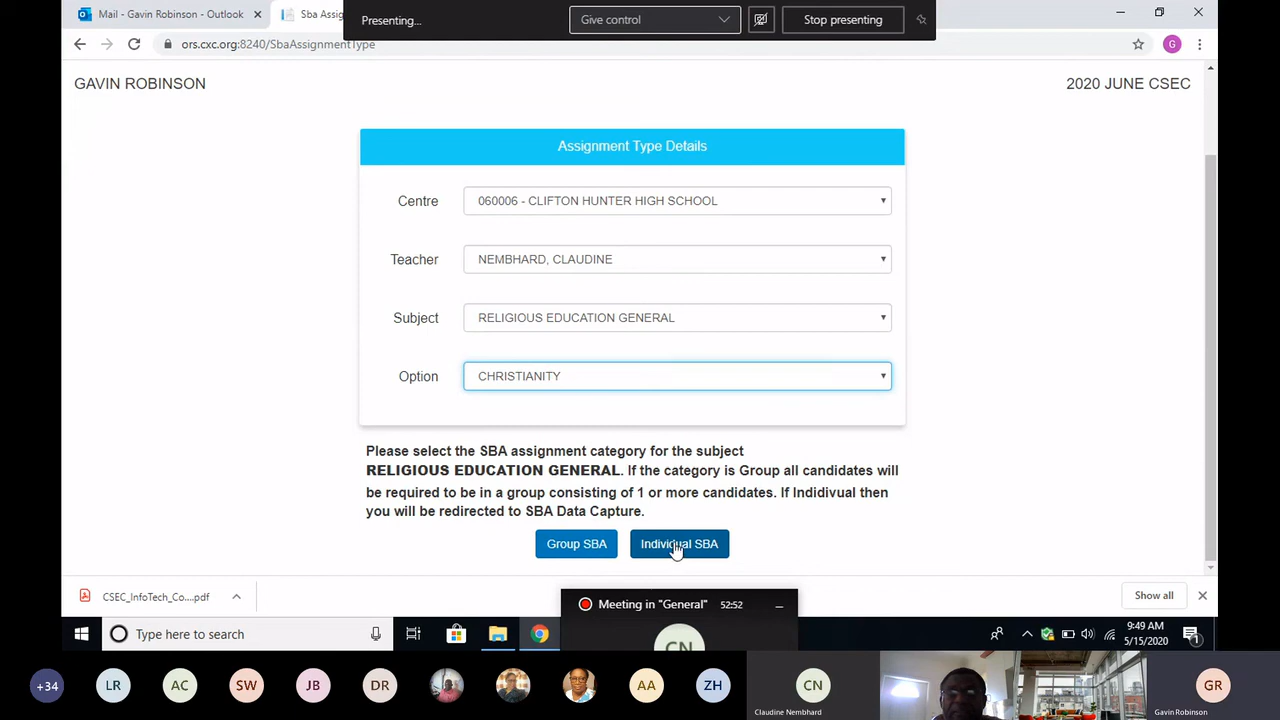 Mail - Gavin Robinson - Outlook
Sba Assig
Presenting...
Give control
Stop presenting
ors.cxc.org:8240/SbaAssignmentType
G
GAVIN ROBINSON
2020 JUNE CSEC
Assignment Type Details
Centre
060006 - CLIFTON HUNTER HIGH SCHOOL
Teacher
NEMBHARD, CLAUDINE
Subject
RELIGIOUS EDUCATION GENERAL
Option
CHRISTIANITY
Please select the SBA assignment category for the subject
RELIGIOUS EDUCATION GENERAL. If the category is Group all candidates will
be required to be in a group consisting of 1 or more candidates. If Indidivual then
you will be redirected to SBA Data Capture.
Group SBA
Individual SBA
CSEC_InfoTech_Co....pdf
Show all
Meeting in "General"
52:52
CN
Type here to search
9:49 AM
5/15/2020
1
+34
LR
AC
SW
JB
DR
AA
ZH
CN
Claudine Nembhard
GR
Gavin Robinson